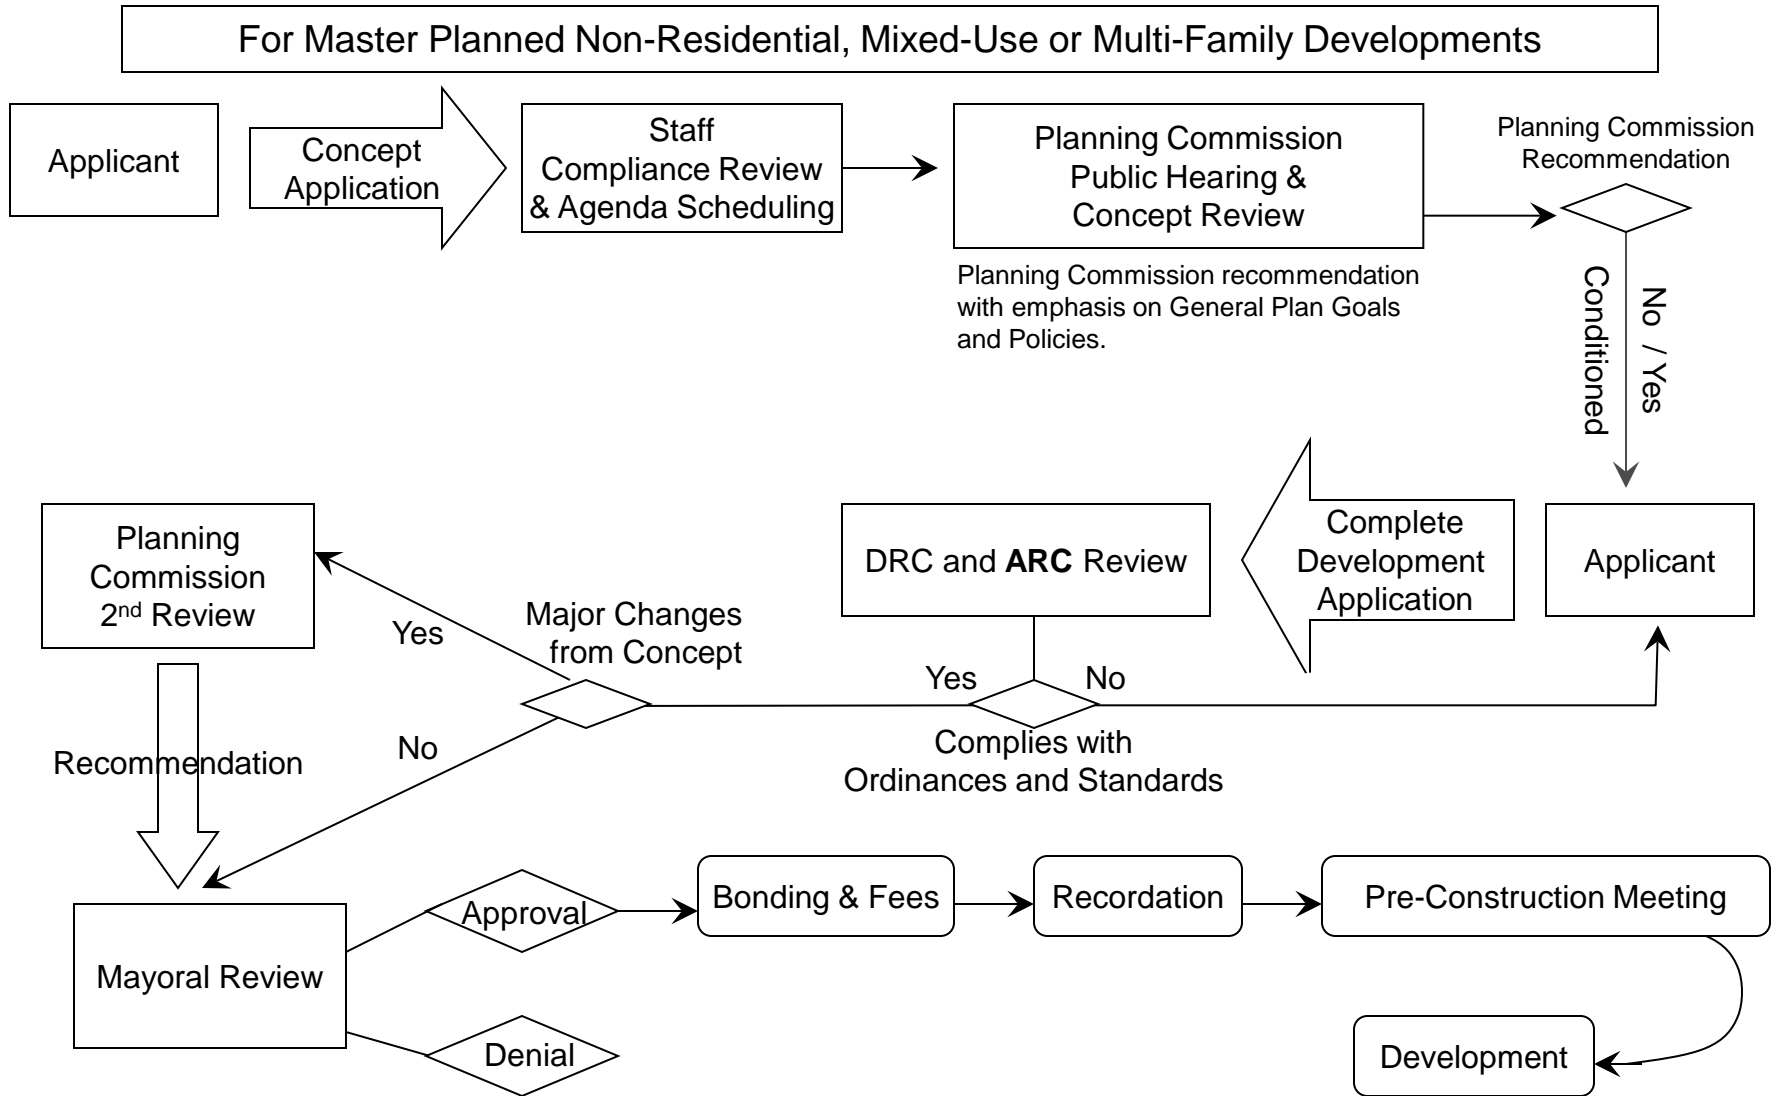 For Master Planned Non-Residential, Mixed-Use or Multi-Family Developments
Applicant
Concept
Application
Staff
Compliance Review
& Agenda Scheduling
Planning Commission
Public Hearing &
Concept Review
Planning Commission
Recommendation
Planning Commission recommendation
with emphasis on General Plan Goals
and Policies.
No / Yes
Conditioned
Applicant
Complete
Development
Application
DRC and ARC Review
Planning
Commission
2nd Review
Major Changes
from Concept
Yes
Yes
No
Complies with
Ordinances and Standards
No
Recommendation
Mayoral Review
Approval
Bonding & Fees
Recordation
Pre-Construction Meeting
Denial
Development